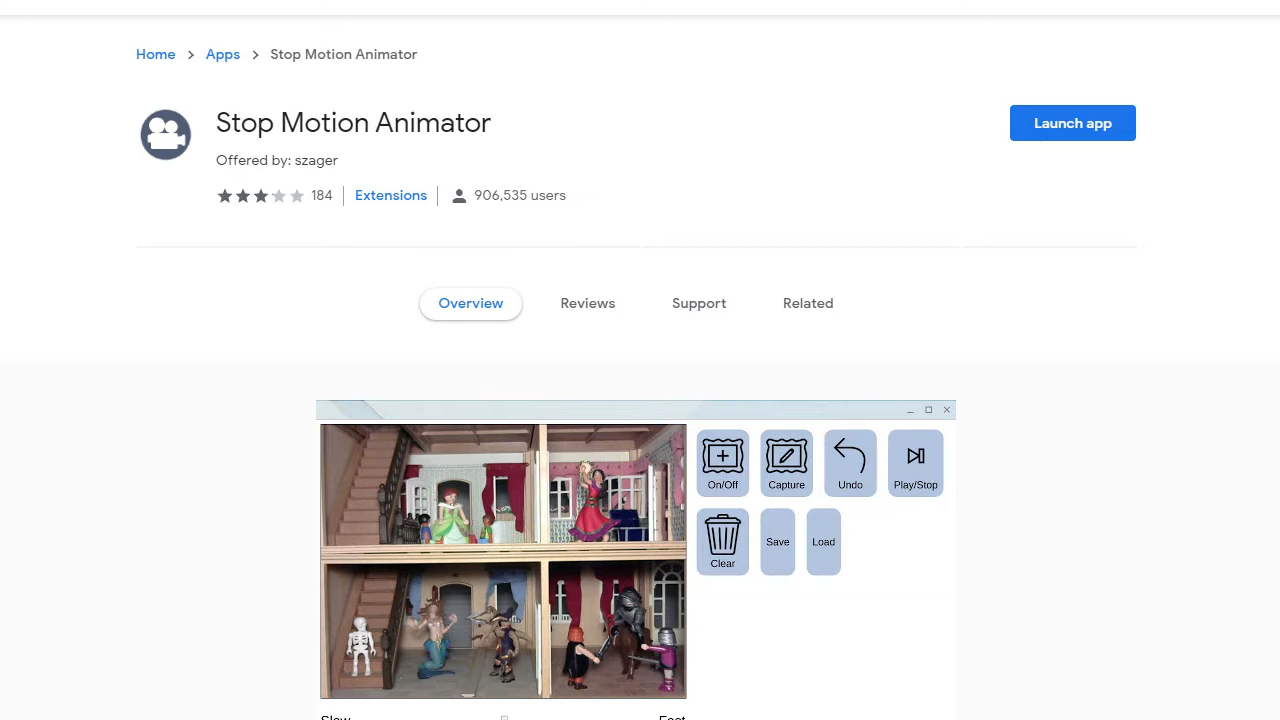 Home > Apps > Stop Motion Animator
Stop Motion Animator
Launch app
Offered by: szager
184 Extensions 906,535 users
Overview Reviews Support Related
On/Off Capture Undo Play/Stop
Clear Save Load
Slow Fast